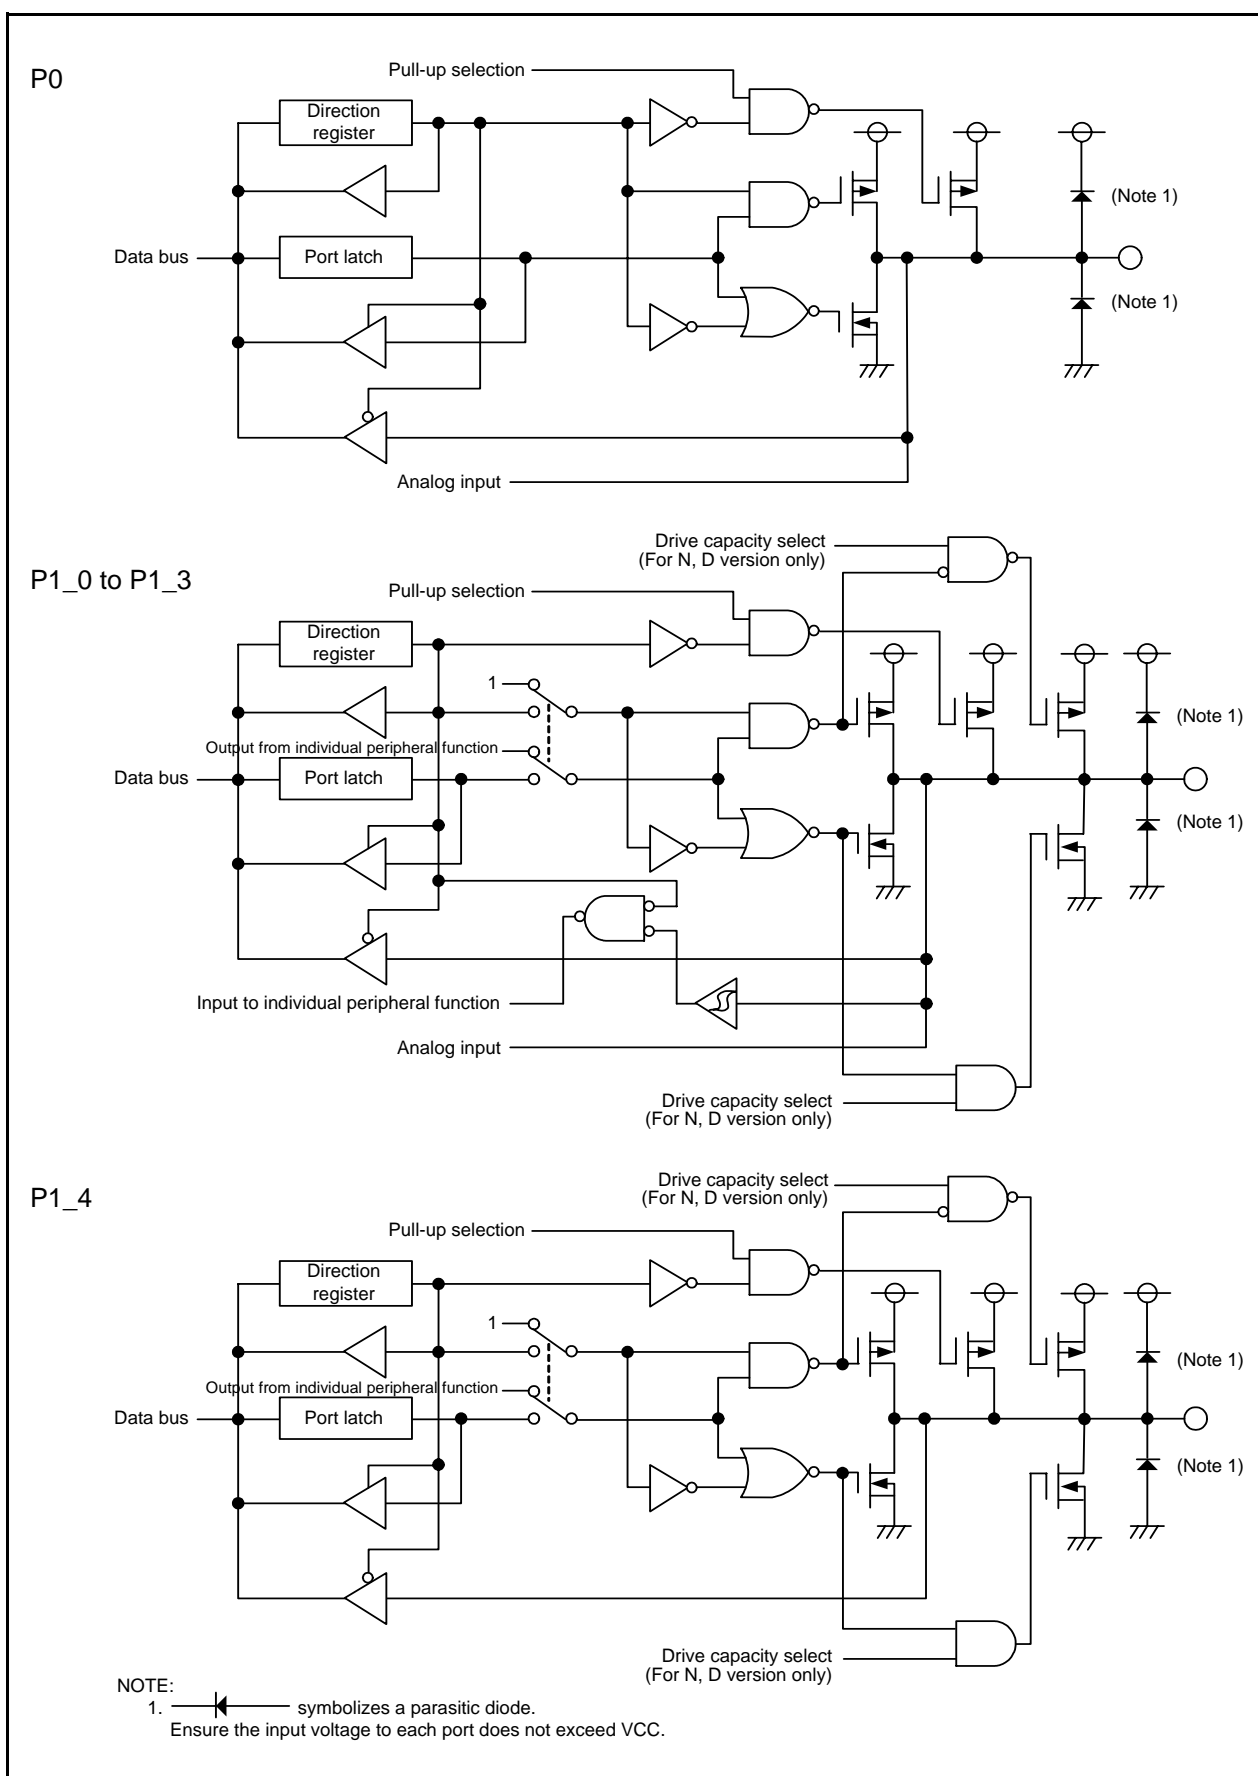 P0
Pull-up selection
Direction
register
(Note 1)
Data bus
Port latch
(Note 1)
Analog input
P1_0 to P1_3
Drive capacity select
(For N, D version only)
Pull-up selection
Direction
register
1
(Note 1)
Output from individual peripheral function
Data bus
Port latch
(Note 1)
Input to individual peripheral function
Analog input
Drive capacity select
(For N, D version only)
P1_4
Drive capacity select
(For N, D version only)
Pull-up selection
Direction
register
1
(Note 1)
Output from individual peripheral function
Data bus
Port latch
(Note 1)
Drive capacity select
(For N, D version only)
NOTE:
1. symbolizes a parasitic diode.
Ensure the input voltage to each port does not exceed VCC.